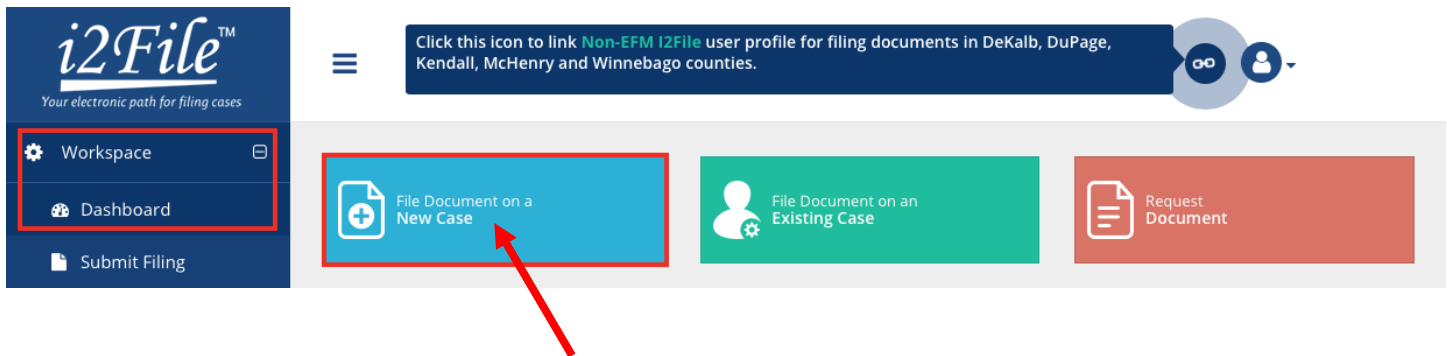 i2File™
Your electronic path for filing cases
Click this icon to link Non-EFM I2File user profile for filing documents in DeKalb, DuPage,
Kendall, McHenry and Winnebago counties.
Workspace
Dashboard
Submit Filing
File Document on a
New Case
File Document on an
Existing Case
Request
Document